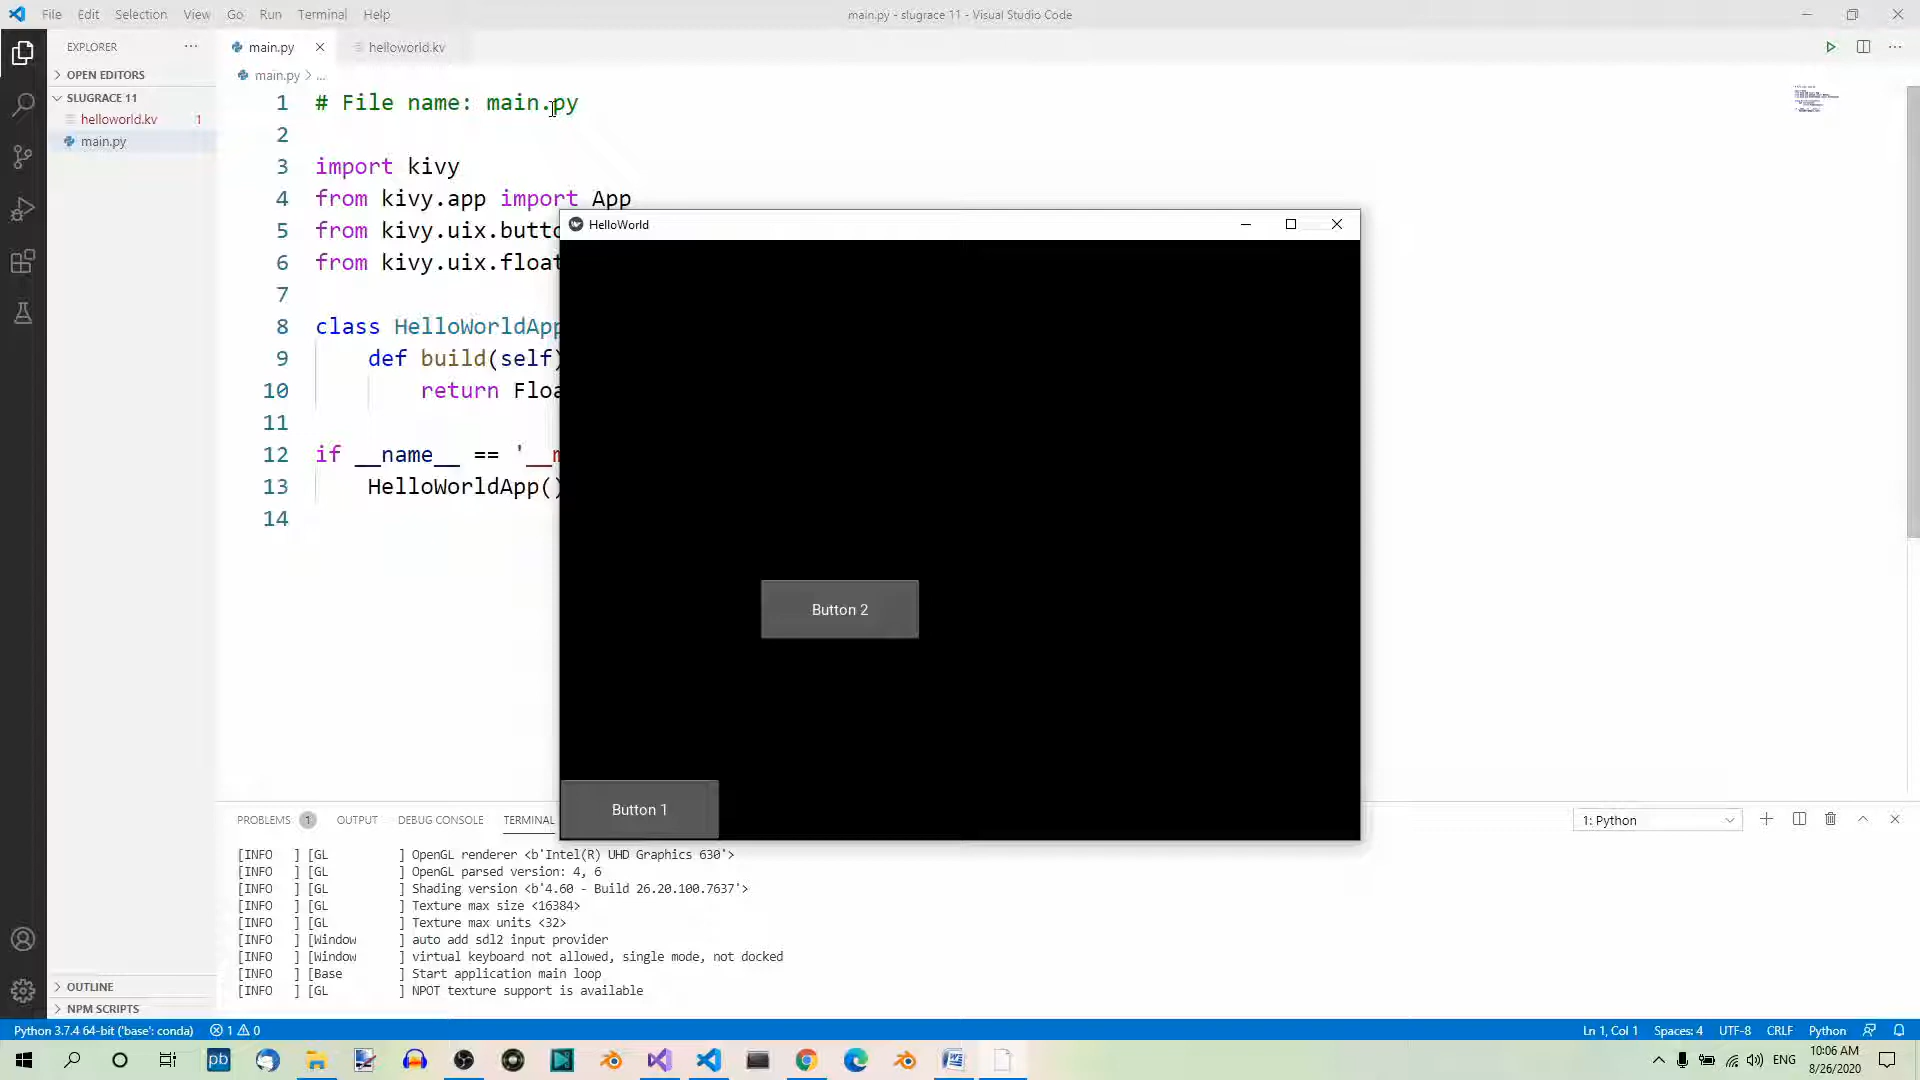 File Edit Selection View Go Run Terminal Help
main.py - slugrace 11 - Visual Studio Code
EXPLORER ...
OPEN EDITORS
SLUGRACE 11
helloworld.kv 1
main.py
main.py
helloworld.kv
main.py > ...
1 # File name: main.py
2
3 import kivy
4 from kivy.app import App
5 from kivy.uix.butto
6 from kivy.uix.float
7
8 class HelloWorldApp
9 def build(self)
10 return Floa
11
12 if __name__ == '__m
13 HelloWorldApp()
14
HelloWorld
Button 2
Button 1
PROBLEMS 1 OUTPUT DEBUG CONSOLE TERMINAL
1: Python
[INFO ] [GL ] OpenGL renderer <b'Intel(R) UHD Graphics 630'>
[INFO ] [GL ] OpenGL parsed version: 4, 6
[INFO ] [GL ] Shading version <b'4.60 - Build 26.20.100.7637'>
[INFO ] [GL ] Texture max size <16384>
[INFO ] [GL ] Texture max units <32>
[INFO ] [Window ] auto add sdl2 input provider
[INFO ] [Window ] virtual keyboard not allowed, single mode, not docked
[INFO ] [Base ] Start application main loop
[INFO ] [GL ] NPOT texture support is available
OUTLINE
NPM SCRIPTS
Python 3.7.4 64-bit ('base': conda) 1 0
Ln 1, Col 1 Spaces: 4 UTF-8 CRLF Python
pb
ENG
10:06 AM
8/26/2020